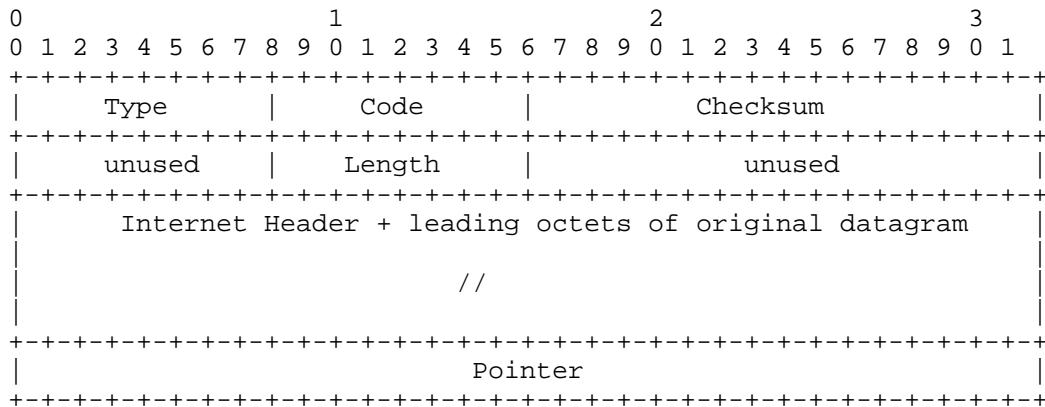 0                   1                   2                   3
0 1 2 3 4 5 6 7 8 9 0 1 2 3 4 5 6 7 8 9 0 1 2 3 4 5 6 7 8 9 0 1
+-+-+-+-+-+-+-+-+-+-+-+-+-+-+-+-+-+-+-+-+-+-+-+-+-+-+-+-+-+-+-+-+
|     Type      |     Code      |          Checksum             |
+-+-+-+-+-+-+-+-+-+-+-+-+-+-+-+-+-+-+-+-+-+-+-+-+-+-+-+-+-+-+-+-+
|     unused    |    Length     |             unused            |
+-+-+-+-+-+-+-+-+-+-+-+-+-+-+-+-+-+-+-+-+-+-+-+-+-+-+-+-+-+-+-+-+
|      Internet Header + leading octets of original datagram    |
|                                                               |
|                           //                                  |
|                                                               |
+-+-+-+-+-+-+-+-+-+-+-+-+-+-+-+-+-+-+-+-+-+-+-+-+-+-+-+-+-+-+-+-+
|                            Pointer                            |
+-+-+-+-+-+-+-+-+-+-+-+-+-+-+-+-+-+-+-+-+-+-+-+-+-+-+-+-+-+-+-+-+